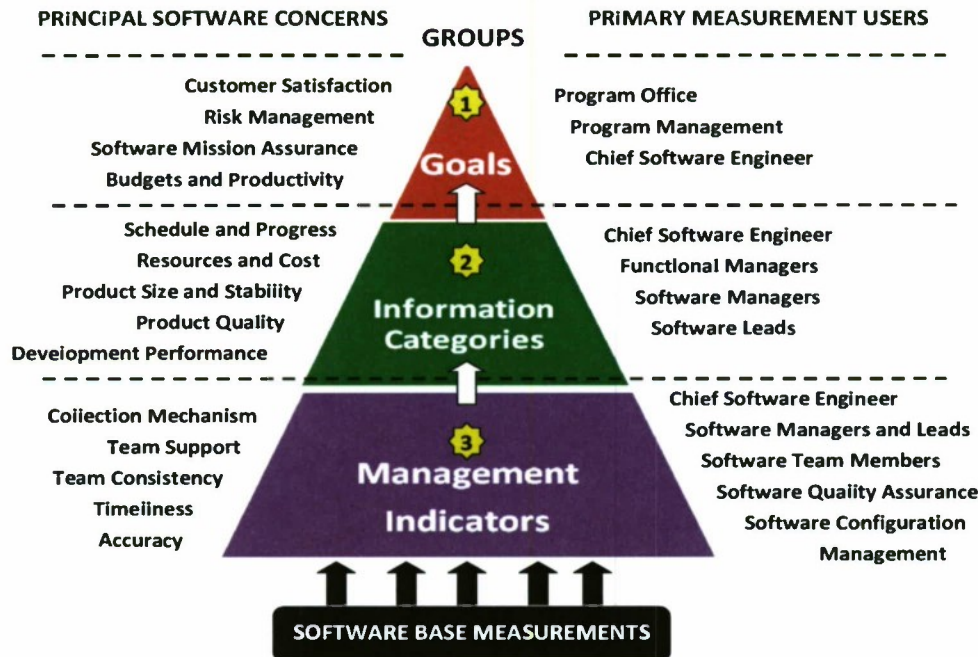 PRiNCiPAL SOFTWARE CONCERNS
GROUPS
PRiMARY MEASUREMENT USERS
Customer Satisfaction
Risk Management
Software Mission Assurance
Budgets and Productivity
1
Goals
Program Office
Program Management
Chief Software Engineer
Schedule and Progress
Resources and Cost
Product Size and Stability
Product Quality
Development Performance
2
Information
Categories
Chief Software Engineer
Functional Managers
Software Managers
Software Leads
Collection Mechanism
Team Support
Team Consistency
Timeliness
Accuracy
3
Management
Indicators
Chief Software Engineer
Software Managers and Leads
Software Team Members
Software Quality Assurance
Software Configuration
Management
SOFTWARE BASE MEASUREMENTS